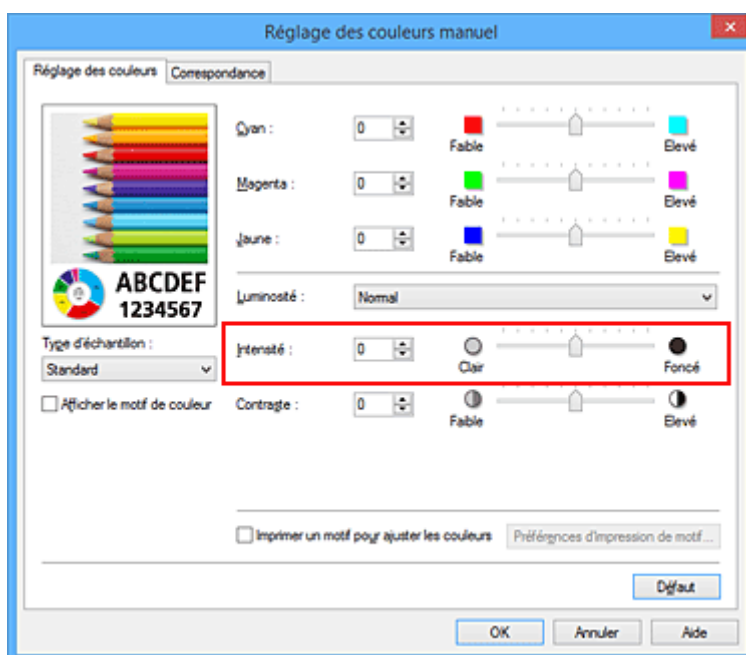 Réglage des couleurs manuel
Réglage des couleurs Correspondance
Cyan : 0 Fable Elevé
Magenta : 0 Fable Elevé
Jaune : 0 Fable Elevé
ABCDEF
1234567
Luminosité : Normal
Type d'échantillon :
Standard
Intensté : 0 Clair Foncé
Afficher le motif de couleur
Contraste : 0 Fable Elevé
Imprimer un motif pour ajuster les couleurs Préférences d'impression de motif...
Défaut
OK Annuler Aide